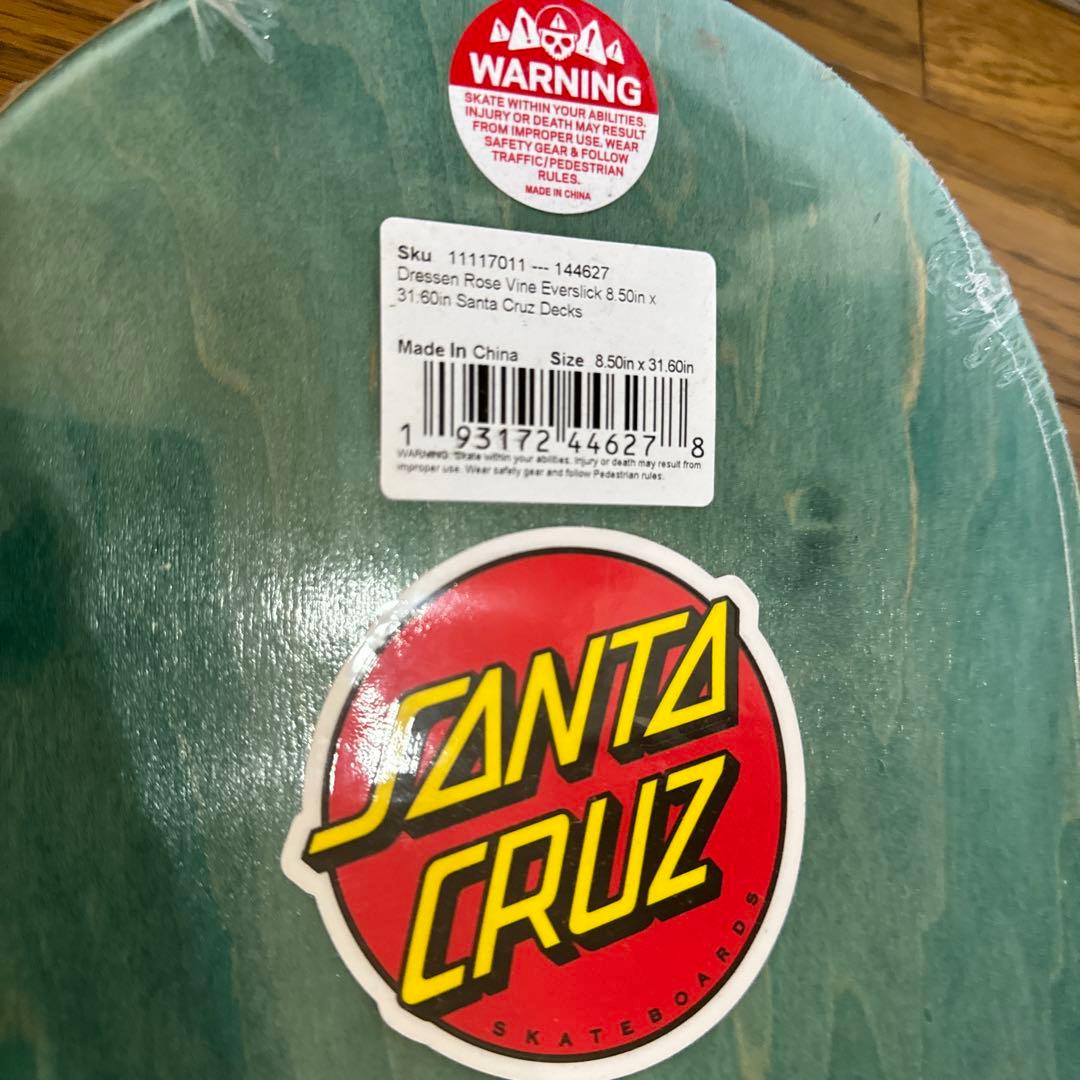 WARNING
SKATE WITHIN YOUR ABILITIES.
INJURY OR DEATH MAY RESULT
FROM IMPROPER USE. WEAR
SAFETY GEAR & FOLLOW
TRAFFIC/PEDESTRIAN
RULES.
MADE IN CHINA
Sku 11117011 --- 144627
Dressen Rose Vine Everslick 8.50in x
31.60in Santa Cruz Decks
Made In China Size 8.50in x 31.60in
1 93172 44627 8
WARNING: Skate within your abilities. Injury or death may result from
improper use. Wear safety gear and follow Pedestrian rules.
SANTA
CRUZ
SKATEBOARDS